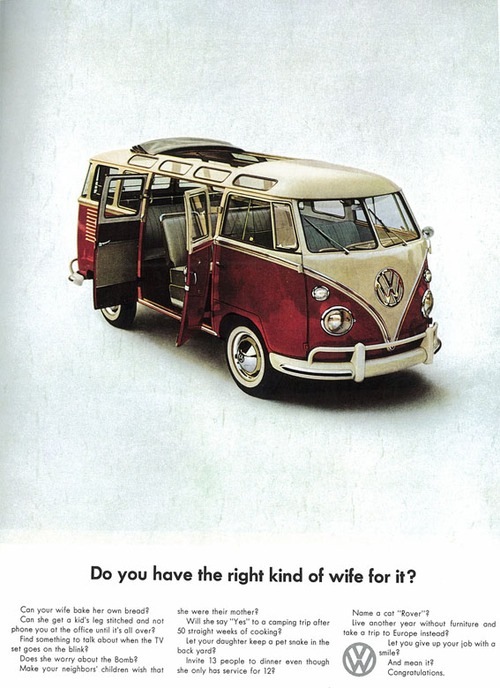 Do you have the right kind of wife for it?
Can your wife bake her own bread?
Can she get a kid's leg stitched and not
phone you at the office until it's all over?
Find something to talk about when the TV
set goes on the blink?
Does she worry about the Bomb?
Make your neighbors' children wish that
she were their mother?
Will she say "Yes" to a camping trip after
50 straight weeks of cooking?
Let your daughter keep a pet snake in the
back yard?
Invite 13 people to dinner even though
she only has service for 12?
Name a cat "Rover"?
Live another year without furniture and
take a trip to Europe instead?
Let you give up your job with a
smile?
And mean it?
Congratulations.